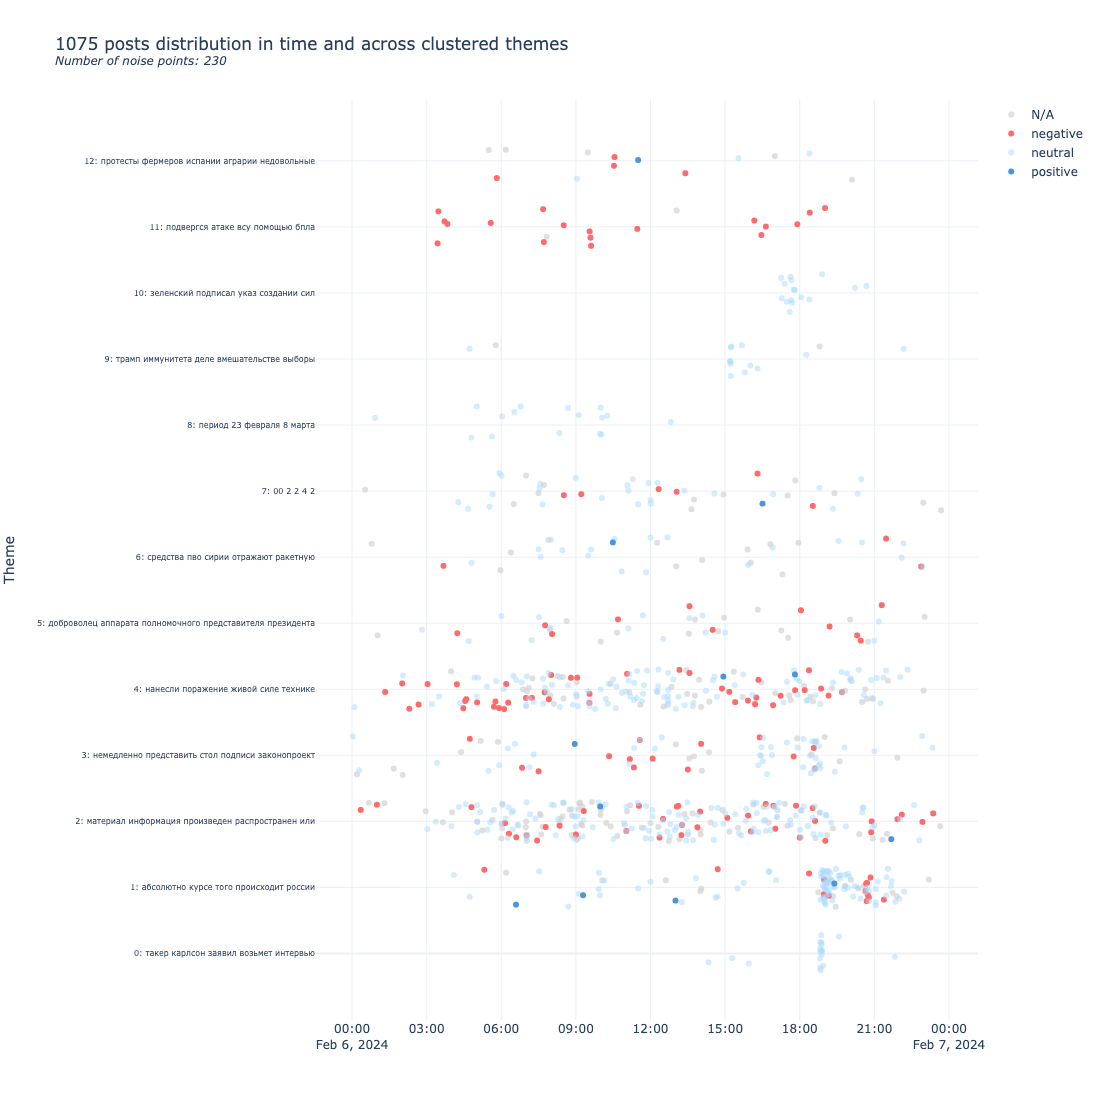 1075 posts distribution in time and across clustered themes
Number of noise points: 230
N/A
negative
neutral
positive
Theme
12: протесты фермеров испании аграрии недовольные
11: подвергся атаке всу помощью бпла
10: зеленский подписал указ создании сил
9: трамп иммунитета деле вмешательстве выборы
8: период 23 февраля 8 марта
7: 00 2 2 4 2
6: средства пво сирии отражают ракетную
5: доброволец аппарата полномочного представителя президента
4: нанесли поражение живой силе технике
3: немедленно представить стол подписи законопроект
2: материал информация произведен распространен или
1: абсолютно курсе того происходит россии
0: такер карлсон заявил возьмет интервью
00:00 03:00 06:00 09:00 12:00 15:00 18:00 21:00 00:00
Feb 6, 2024 Feb 7, 2024